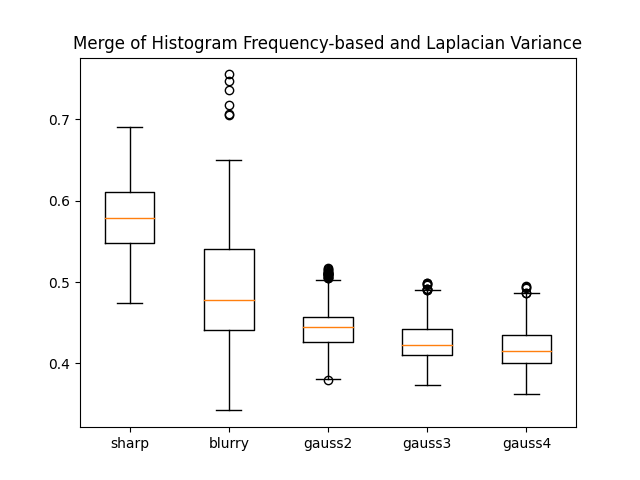 Merge of Histogram Frequency-based and Laplacian Variance
0.7
0.6
0.5
0.4
sharp blurry gauss2 gauss3 gauss4